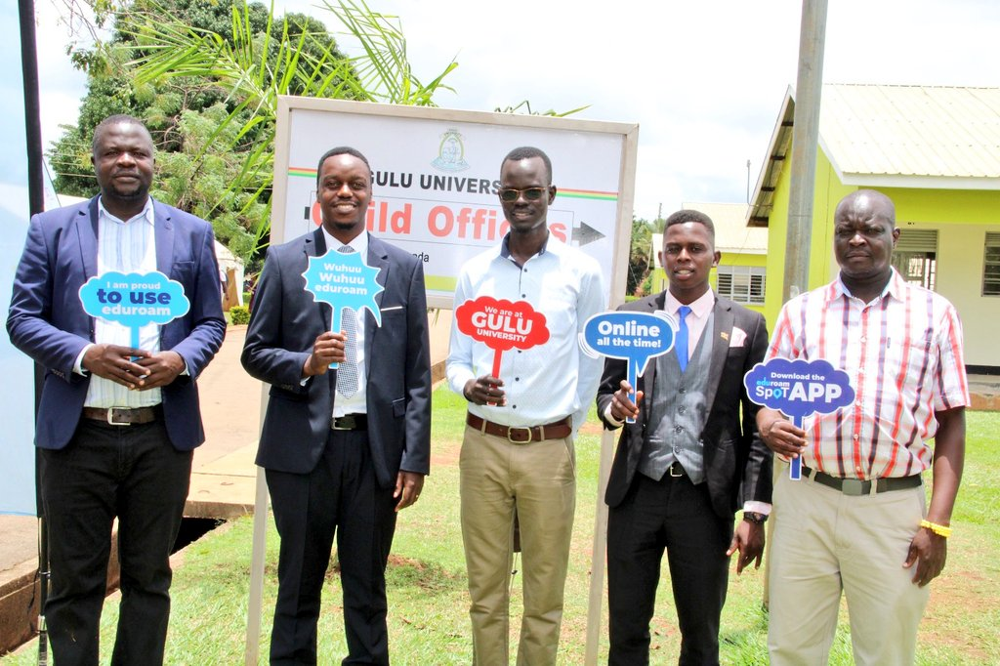 GULU UNIVERS
ild Offic
I am proud
to use
eduroam
Wuhuu
Wuhuu
eduroam
We are at
GULU
UNIVERSITY
Online
all the time!
Download the
eduroam
SpoT APP